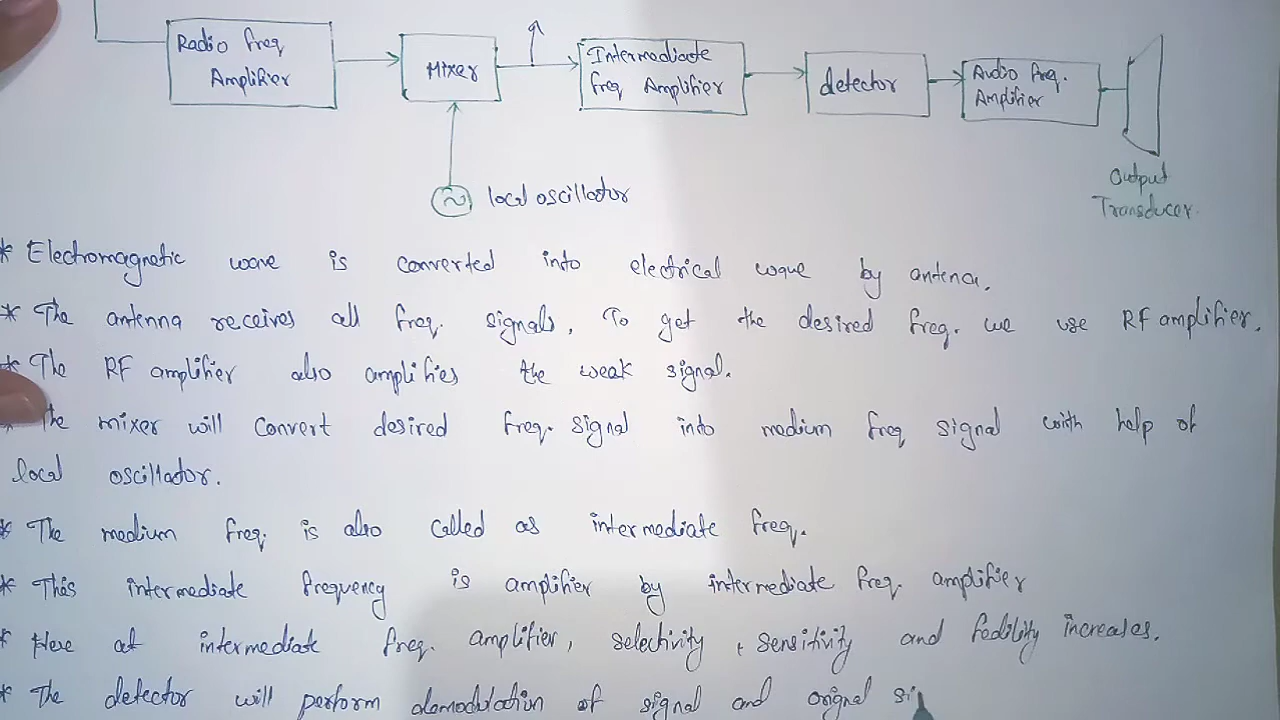 Radio freq Amplifier
Mixer
Intermediate freq Amplifier
detector
Audio freq. Amplifier
local oscillator
Output Transducer.
* Electromagnetic wave is converted into electrical wave by antena.
* The antenna receives all freq. signals, To get the desired freq. we use RF amplifier.
* The RF amplifier also amplifies the weak signal.
* The mixer will convert desired freq. signal into medium freq signal with help of
local oscillator.
* The medium freq. is also called as intermediate freq.
* This intermediate frequency is amplifier by intermediate freq. amplifier
* Here at intermediate freq. amplifier, selectivity, sensitivity and fedility increases.
* The detector will perform demodulation of signal and orignal si